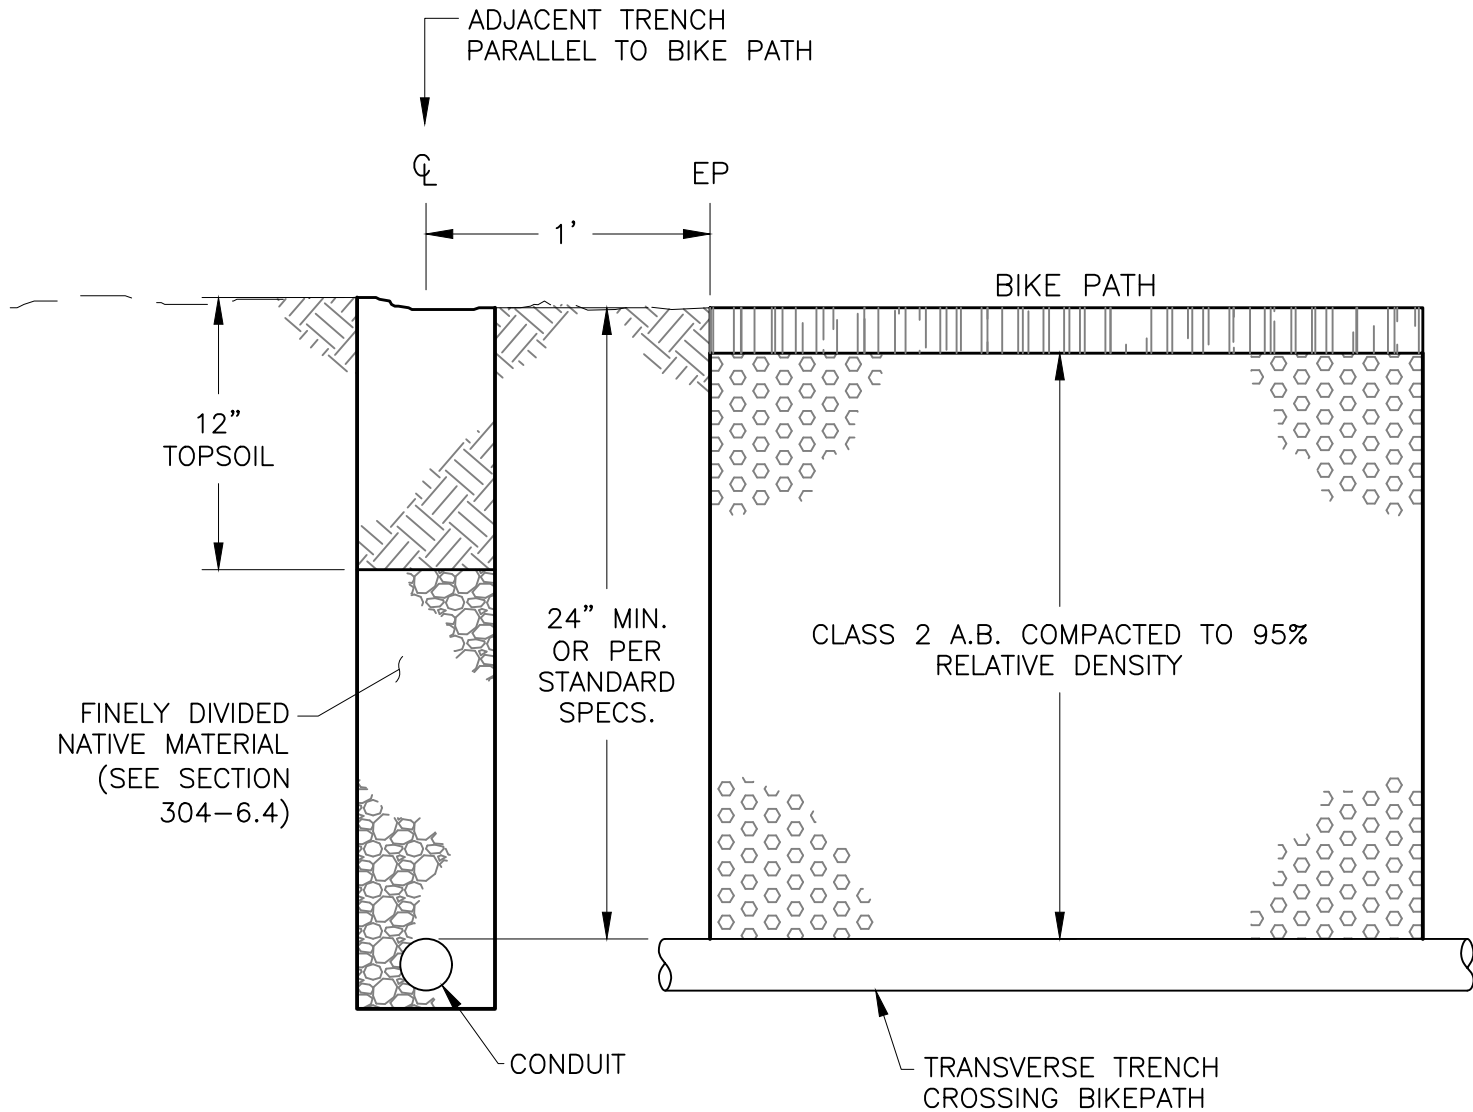 ADJACENT TRENCH
PARALLEL TO BIKE PATH
℄
EP
1’
BIKE PATH
12”
TOPSOIL
24” MIN.
OR PER
STANDARD
SPECS.
CLASS 2 A.B. COMPACTED TO 95%
RELATIVE DENSITY
FINELY DIVIDED
NATIVE MATERIAL
(SEE SECTION
304-6.4)
CONDUIT
TRANSVERSE TRENCH
CROSSING BIKEPATH